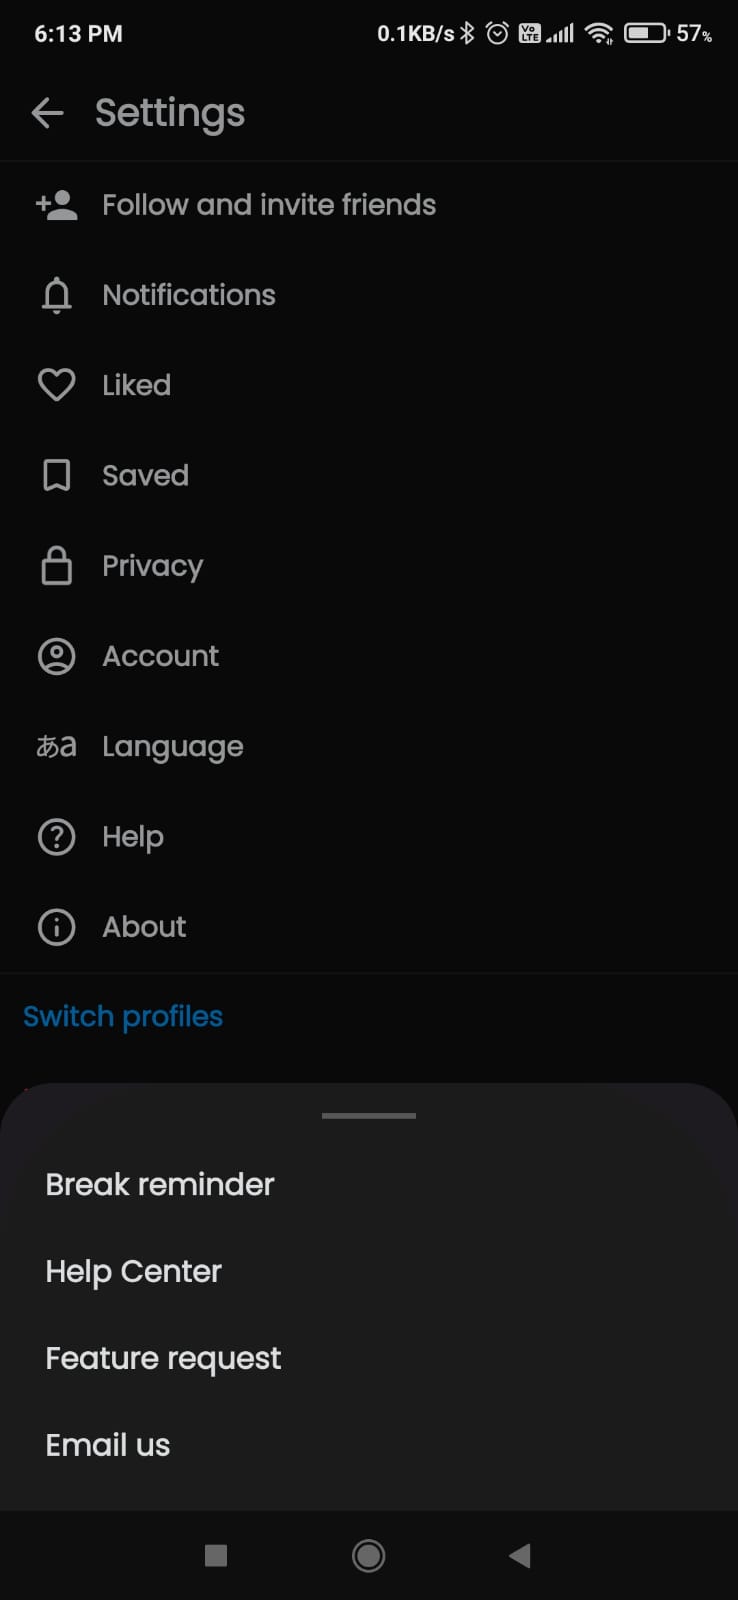 6:13 PM 0.1KB/s Vo LTE 57%
Settings
Follow and invite friends
Notifications
Liked
Saved
Privacy
Account
あa Language
Help
About
Switch profiles
Break reminder
Help Center
Feature request
Email us